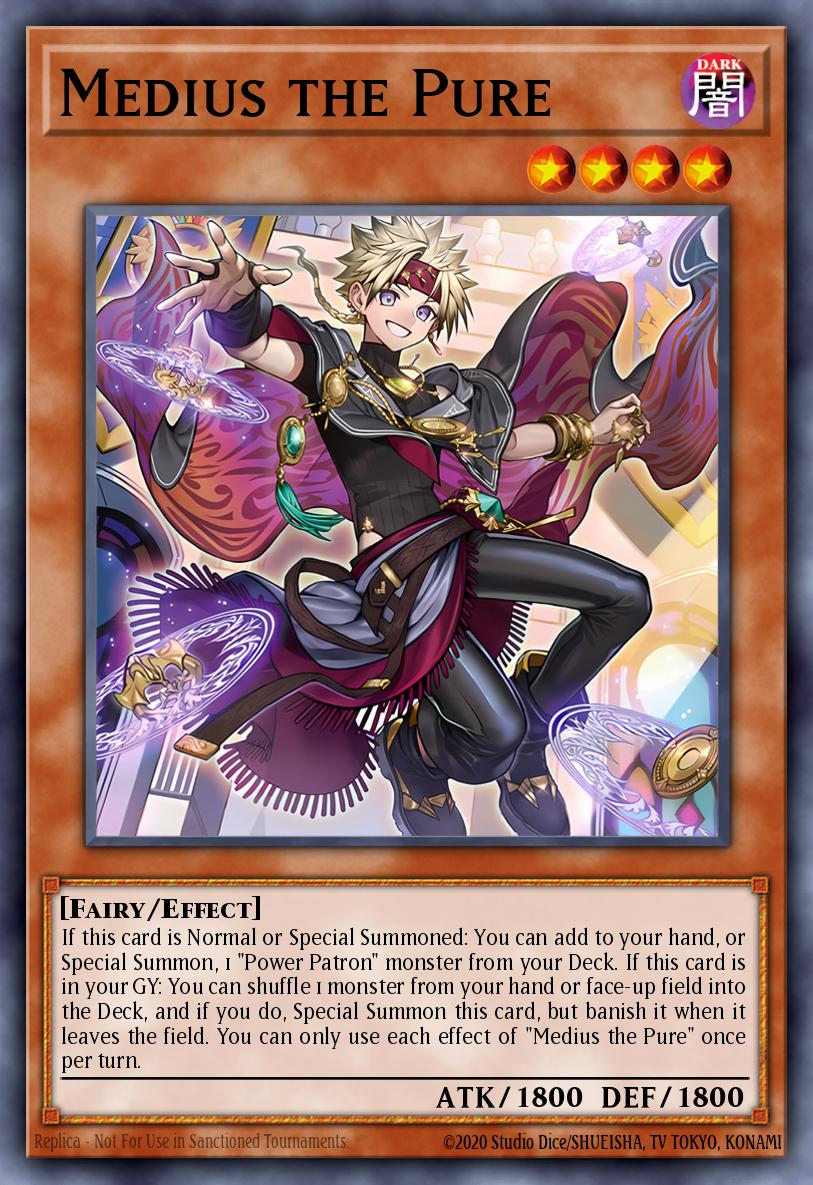 Medius the Pure
DARK
闇
[Fairy/Effect]
If this card is Normal or Special Summoned: You can add to your hand, or
Special Summon, 1 "Power Patron" monster from your Deck. If this card is
in your GY: You can shuffle 1 monster from your hand or face-up field into
the Deck, and if you do, Special Summon this card, but banish it when it
leaves the field. You can only use each effect of "Medius the Pure" once
per turn.
ATK/1800 DEF/1800
Replica - Not For Use in Sanctioned Tournaments.
©2020 Studio Dice/SHUEISHA, TV TOKYO, KONAMI